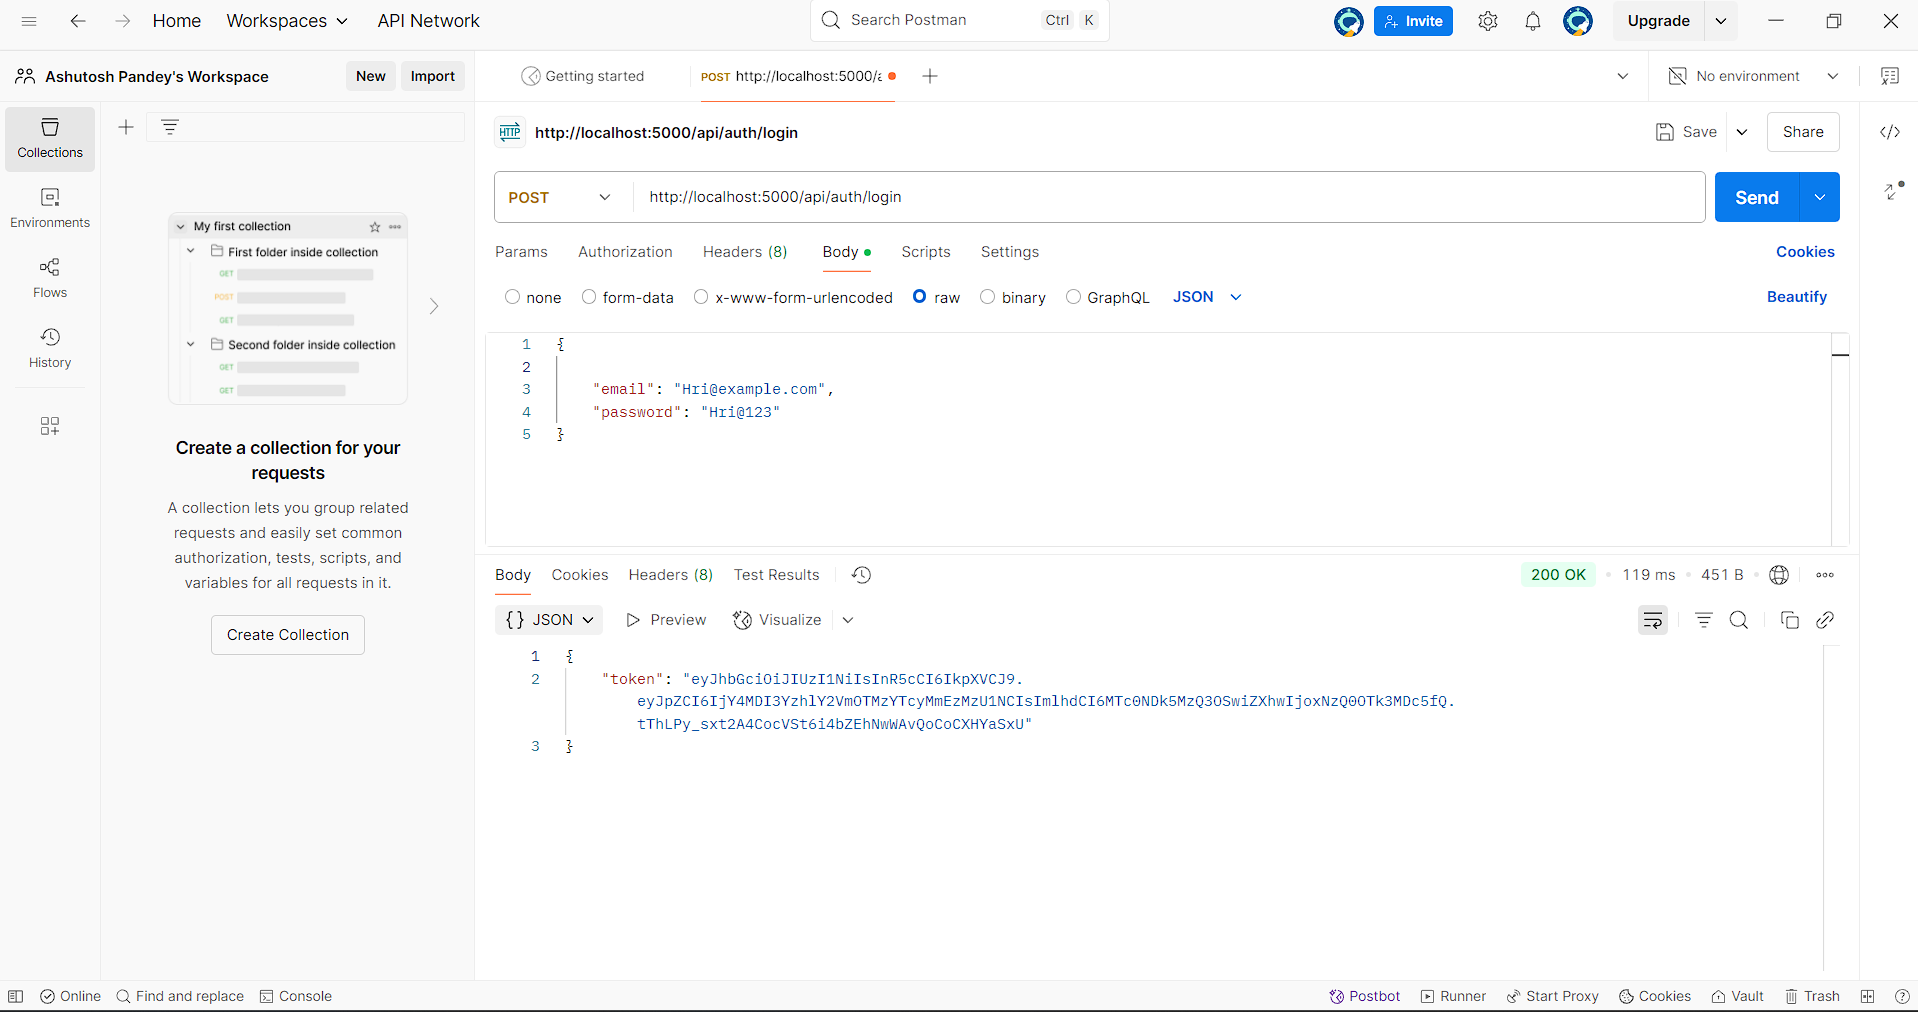 Home Workspaces API Network
Search Postman Ctrl K
Invite
Upgrade
Ashutosh Pandey's Workspace New Import
Getting started
POST http://localhost:5000/a
No environment
Collections
Environments
Flows
History
My first collection
First folder inside collection
GET
POST
GET
Second folder inside collection
GET
GET
Create a collection for your
requests
A collection lets you group related
requests and easily set common
authorization, tests, scripts, and
variables for all requests in it.
Create Collection
HTTP http://localhost:5000/api/auth/login
Save Share
POST http://localhost:5000/api/auth/login Send
Params Authorization Headers (8) Body Scripts Settings Cookies
none form-data x-www-form-urlencoded raw binary GraphQL JSON Beautify
1 {
2
3 "email": "Hri@example.com",
4 "password": "Hri@123"
5 }
Body Cookies Headers (8) Test Results
200 OK 119 ms 451 B
{} JSON Preview Visualize
1 {
2 "token": "eyJhbGciOiJIUzI1NiIsInR5cCI6IkpXVCJ9.
eyJpZCI6IjY4MDI3YzhlY2VmOTMzYTcyMmEzMzU1NCIsImlhdCI6MTc0NDk5MzQ3OSwiZXhwIjoxNzQ0OTk3MDc5fQ.
tThLPy_sxt2A4CocVSt6i4bZEhNwWAvQoCoCXHYaSxU"
3 }
Online Find and replace Console
Postbot Runner Start Proxy Cookies Vault Trash